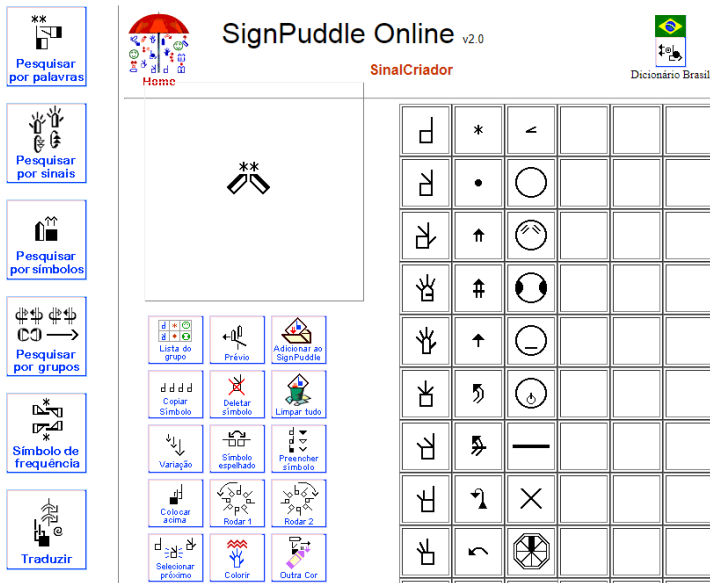 SignPuddle Online v2.0
SinalCriador
Home
Dicionário Brasil
Pesquisar
por palavras
Pesquisar
por sinais
Pesquisar
por símbolos
Pesquisar
por grupos
Símbolo de
frequência
Traduzir
Lista do
grupo
Prévio
Adicionar ao
SignPuddle
Copiar
Símbolo
Deletar
símbolo
Limpar tudo
Variação
Símbolo
espelhado
Preencher
símbolo
Colocar
acima
Rodar 1
Rodar 2
Selecionar
próximo
Colorir
Outra Cor